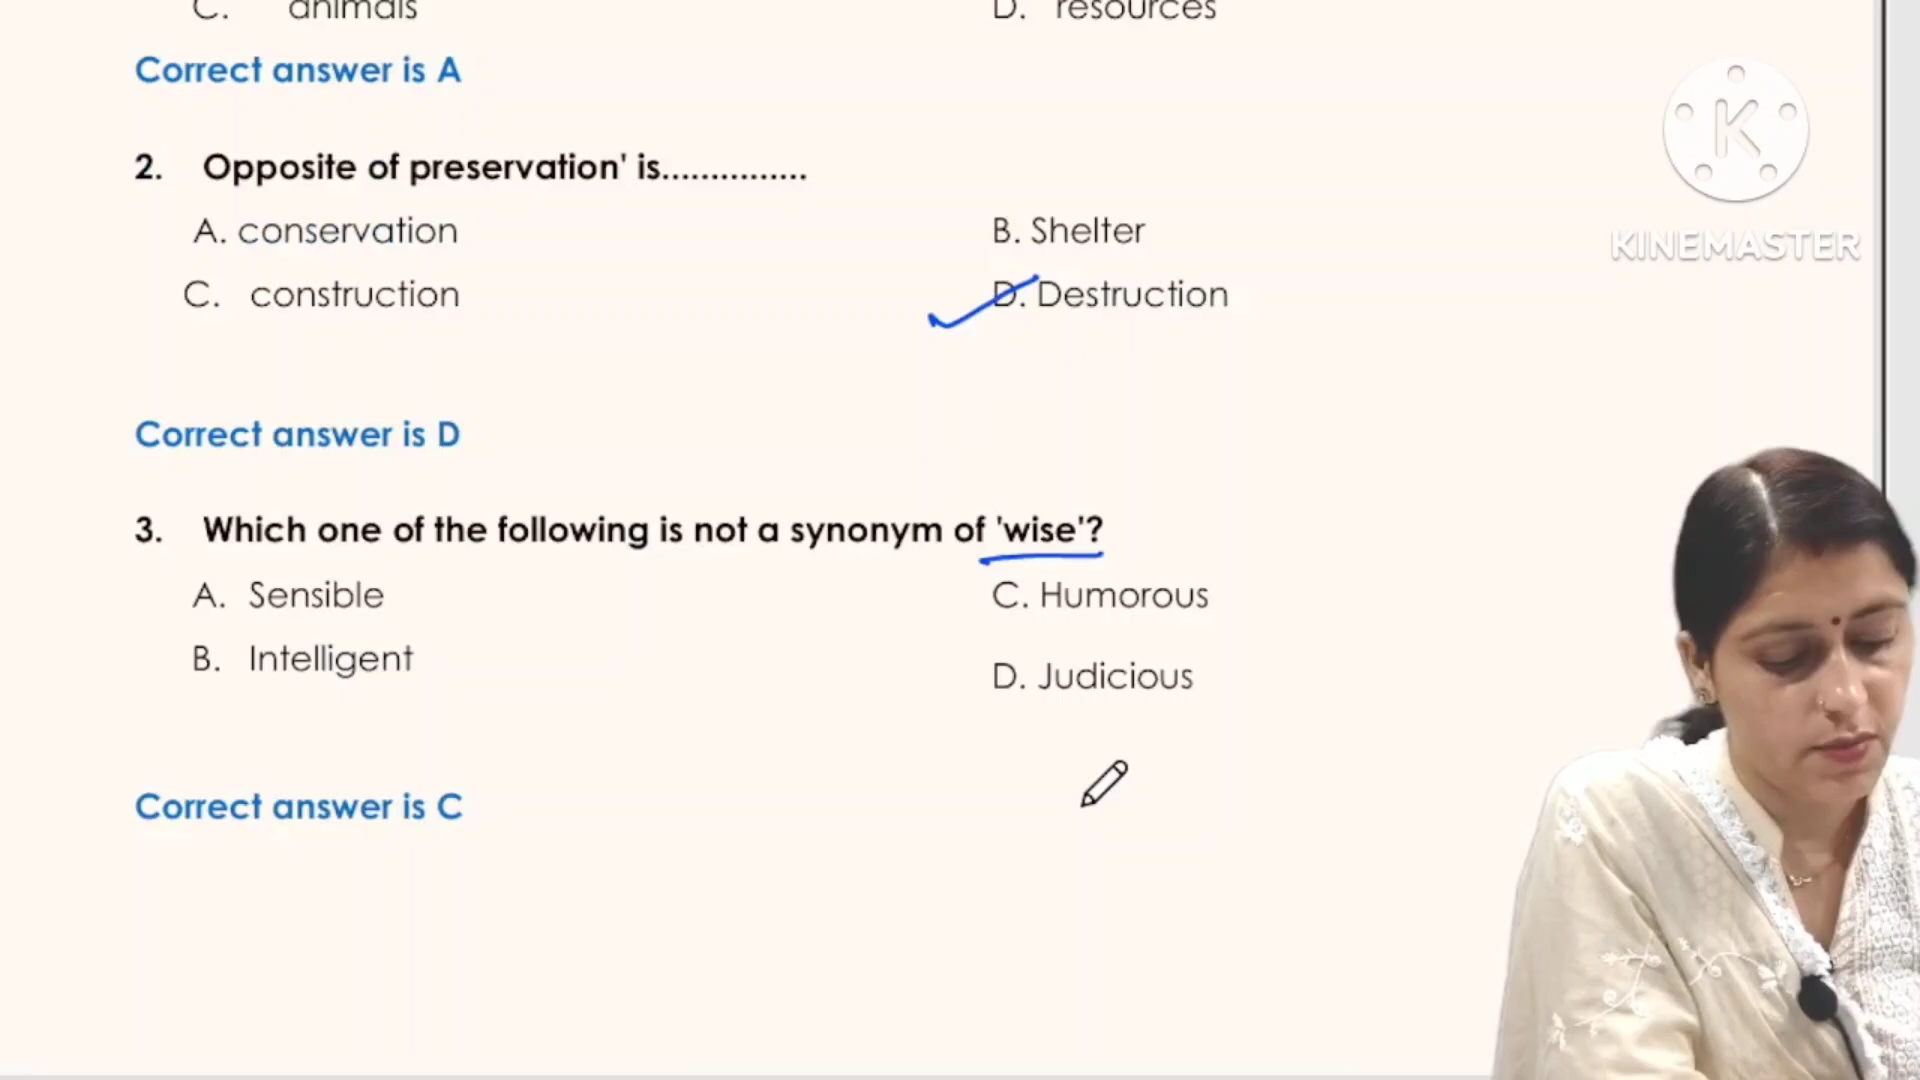 C. animals D. resources
Correct answer is A
2. Opposite of preservation' is...............
A. conservation B. Shelter
C. construction D. Destruction
Correct answer is D
3. Which one of the following is not a synonym of 'wise'?
A. Sensible C. Humorous
B. Intelligent D. Judicious
Correct answer is C
K
KINEMASTER